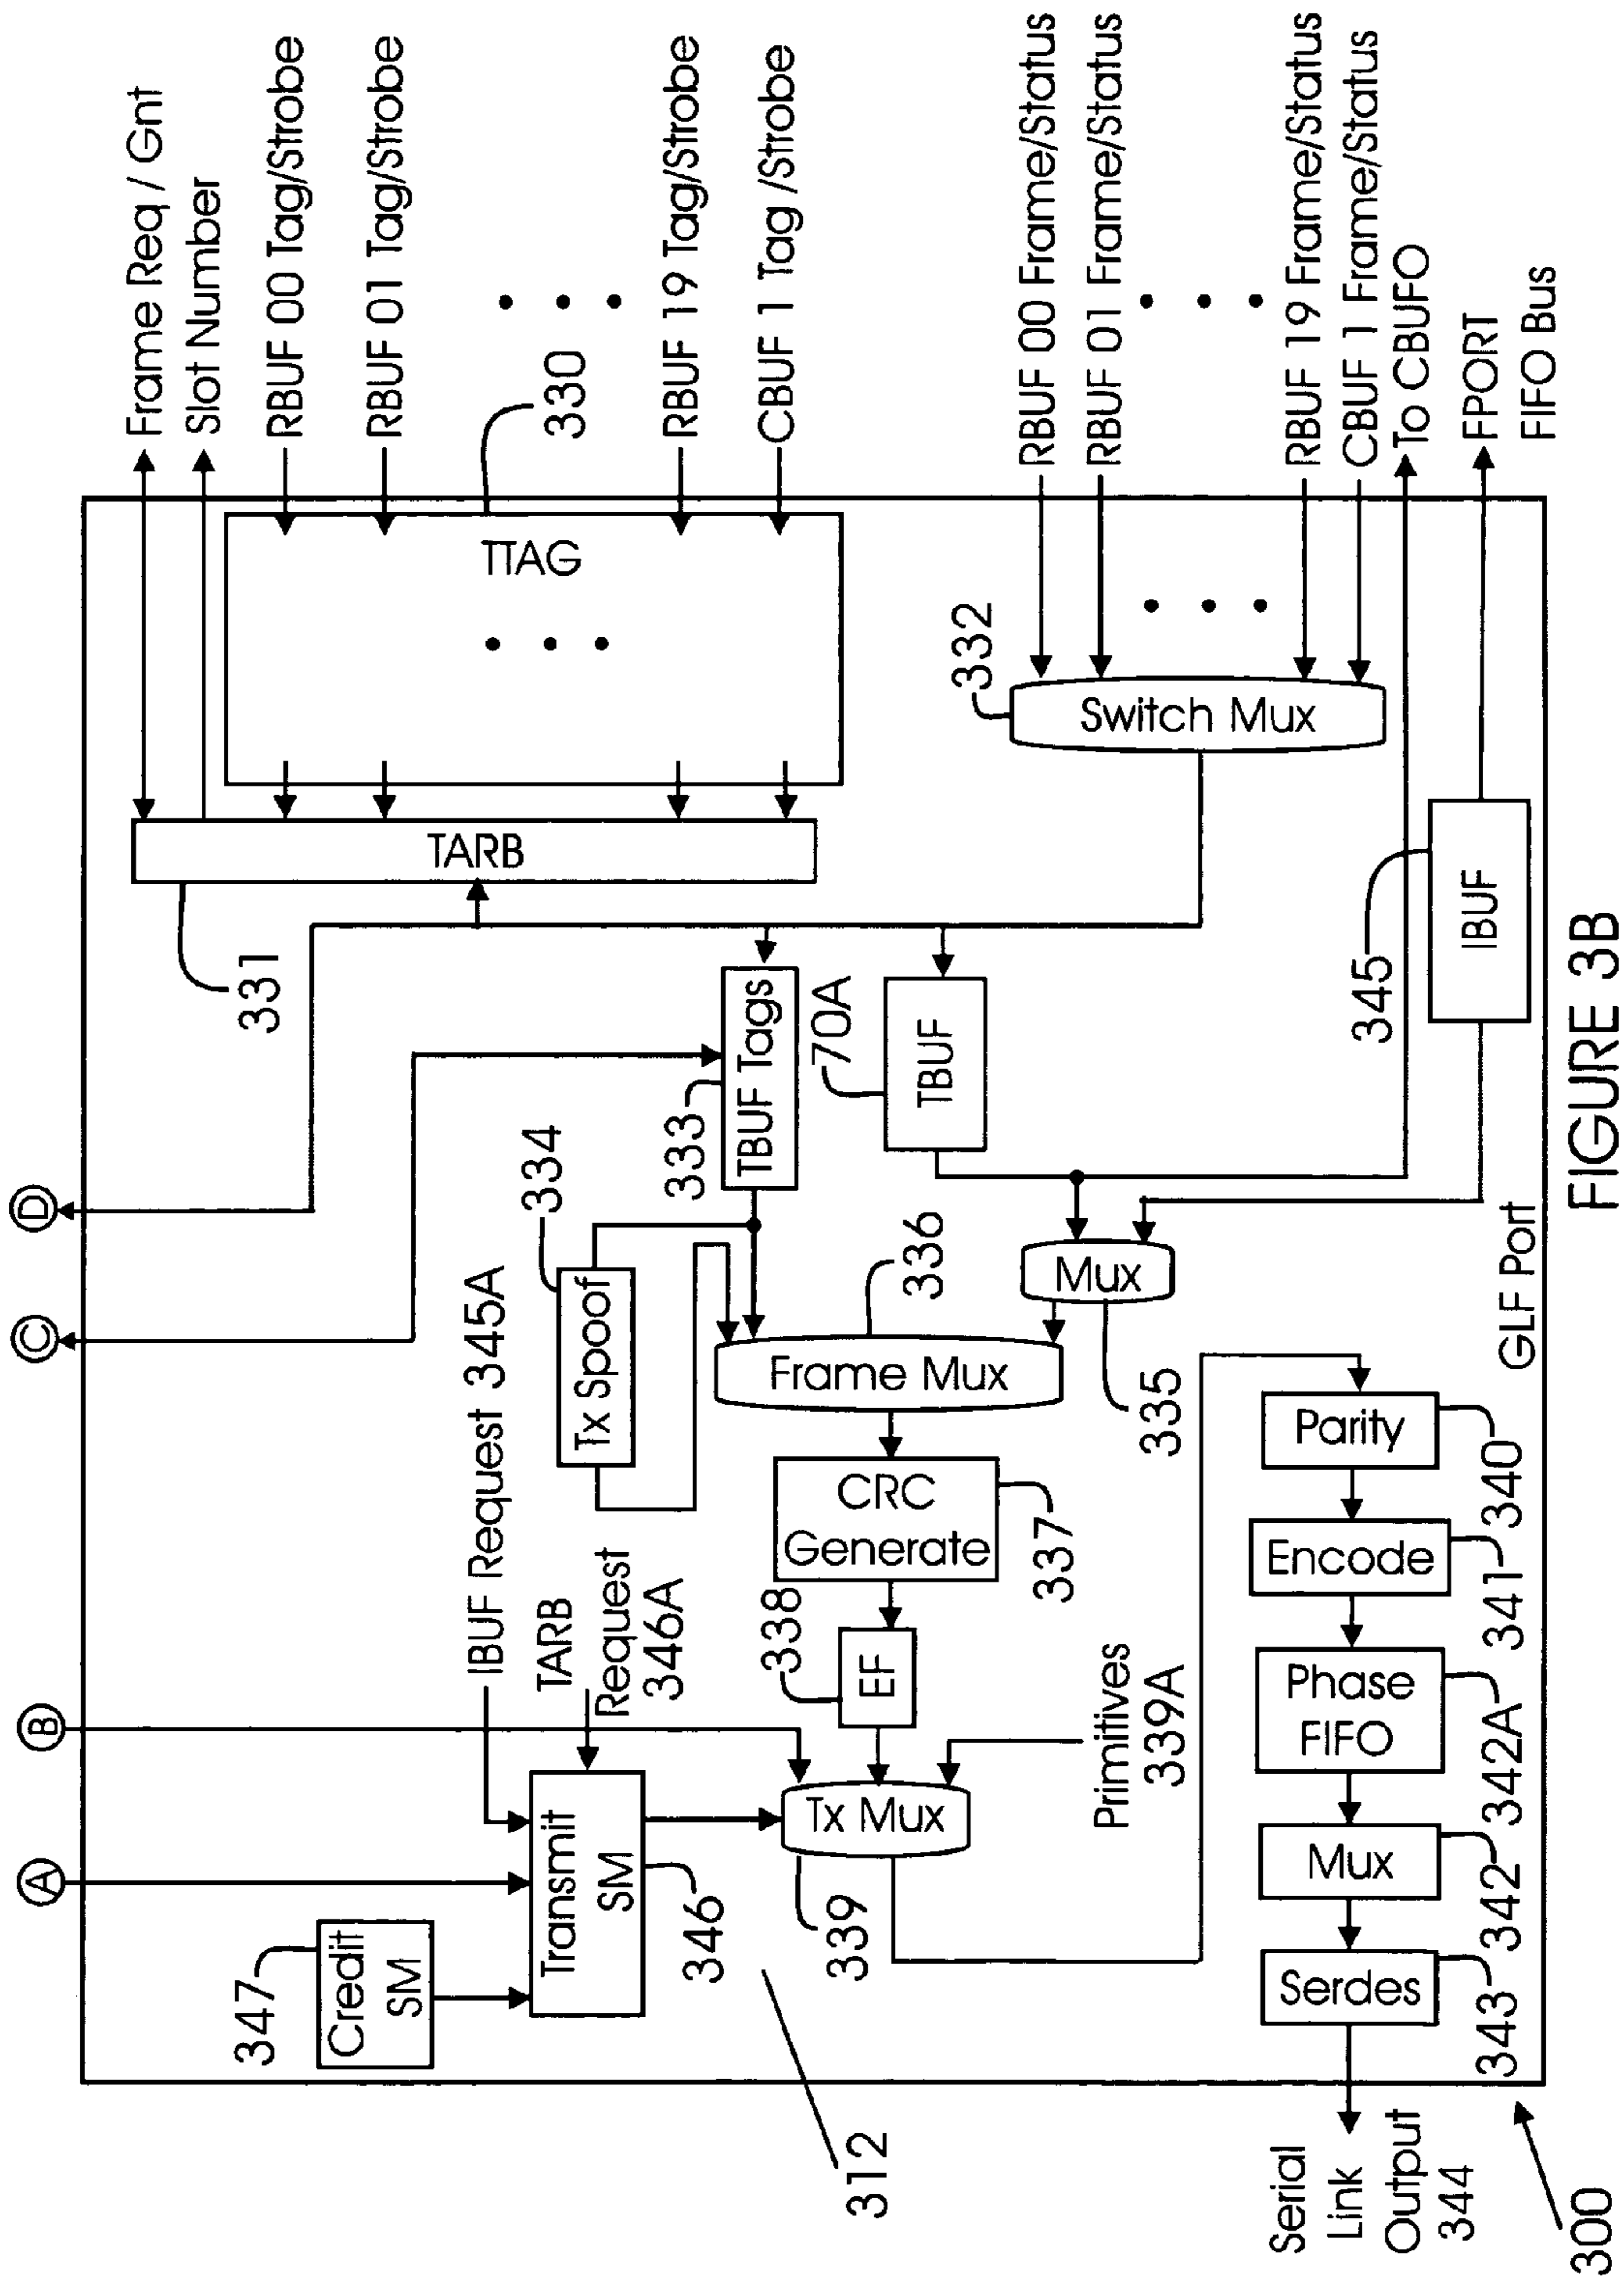 A
B
C
D
347
Credit
SM
IBUF Request 345A
TARB
Request
346A
Transmit
SM
346
312
Tx Mux
339
Primitives
339A
338
EF
CRC
Generate
337
334
Tx Spoof
Frame Mux
336
333
TBUF Tags
70A
TBUF
Mux
335
331
TARB
TTAG
330
Frame Req / Gnt
Slot Number
RBUF 00 Tag/Strobe
RBUF 01 Tag/Strobe
RBUF 19 Tag/Strobe
CBUF 1 Tag /Strobe
332
Switch Mux
RBUF 00 Frame/Status
RBUF 01 Frame/Status
RBUF 19 Frame/Status
CBUF 1 Frame/Status
To CBUFO
FPORT
FIFO Bus
345
IBUF
Parity
340
Encode
341
Phase
FIFO
342A
Mux
342
Serdes
343
Serial
Link
Output
344
GLF Port
300
FIGURE 3B